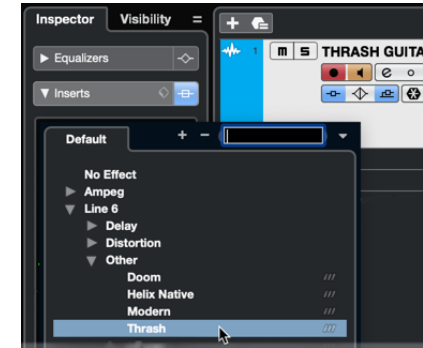 Inspector Visibility
Equalizers
Inserts
1 m S THRASH GUITA
e
Default + −
No Effect
Ampeg
Line 6
Delay
Distortion
Other
Doom
Helix Native
Modern
Thrash